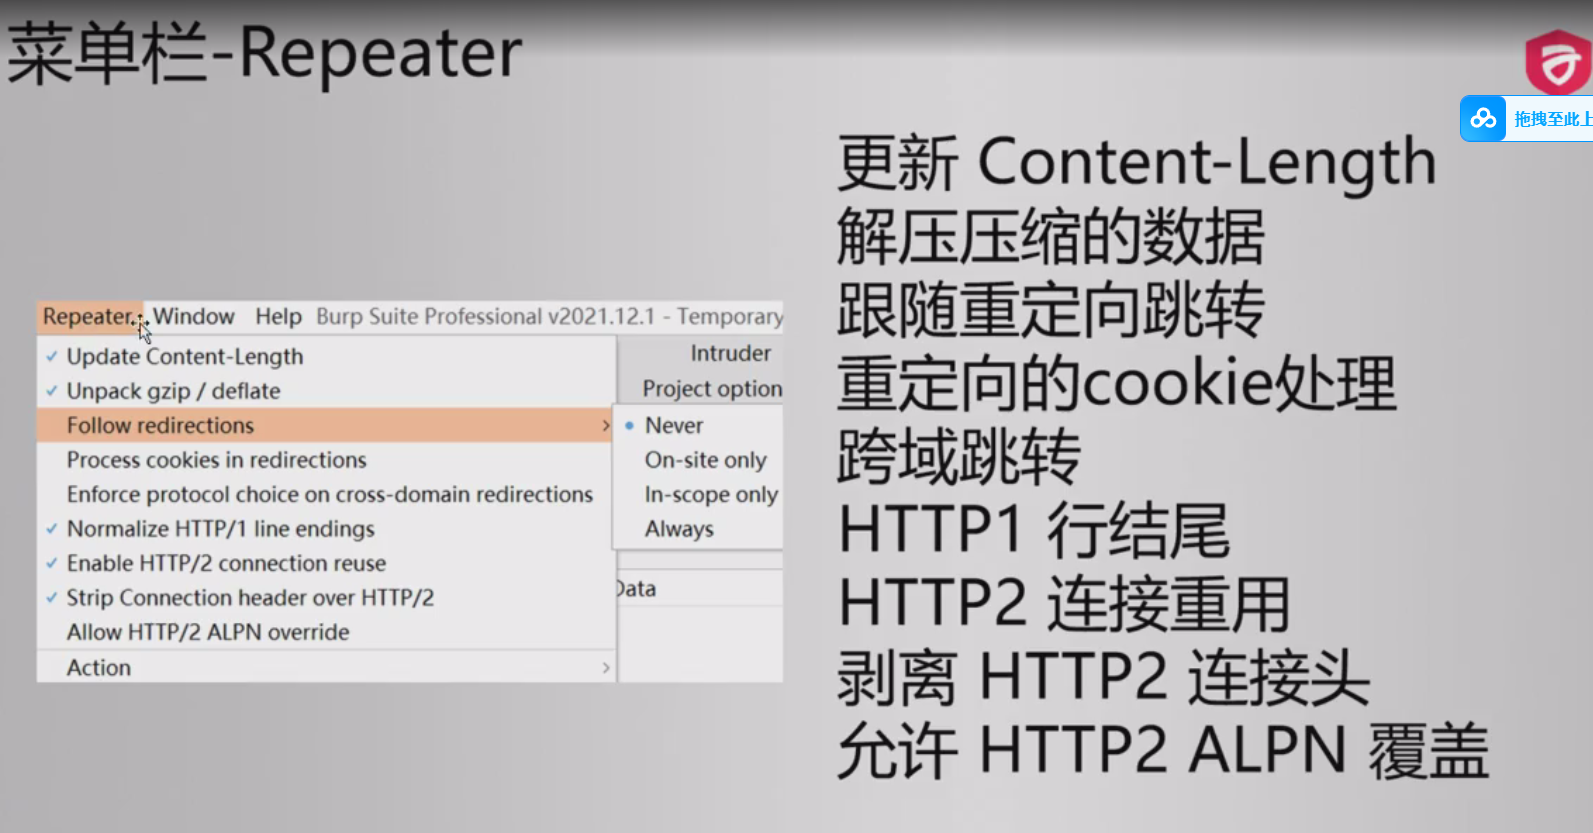 菜单栏-Repeater
拖拽至此上
更新 Content-Length
解压压缩的数据
跟随重定向跳转
重定向的cookie处理
跨域跳转
HTTP1 行结尾
HTTP2 连接重用
剥离 HTTP2 连接头
允许 HTTP2 ALPN 覆盖
Repeater Window Help Burp Suite Professional v2021.12.1 - Temporary
Update Content-Length
Unpack gzip / deflate
Follow redirections
Process cookies in redirections
Enforce protocol choice on cross-domain redirections
Normalize HTTP/1 line endings
Enable HTTP/2 connection reuse
Strip Connection header over HTTP/2
Allow HTTP/2 ALPN override
Action
Intruder
Project option
Never
On-site only
In-scope only
Always
Data